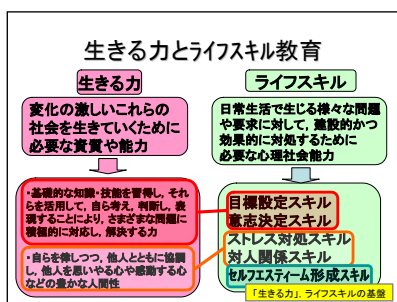 生きる力とライフスキル教育
生きる力
変化の激しいこれらの
社会を生きていくために
必要な資質や能力
・基礎的な知識・技能を習得し，それ
らを活用して，自ら考え，判断し，表
現することにより，さまざまな問題に
積極的に対応し，解決する力
・自らを律しつつ，他人とともに協調
し，他人を思いやる心や感動する心
などの豊かな人間性
ライフスキル
日常生活で生じる様々な問題
や要求に対して，建設的かつ
効果的に対処するために
必要な心理社会能力
目標設定スキル
意志決定スキル
ストレス対処スキル
対人関係スキル
セルフエスティーム形成スキル
「生きる力」，ライフスキルの基盤